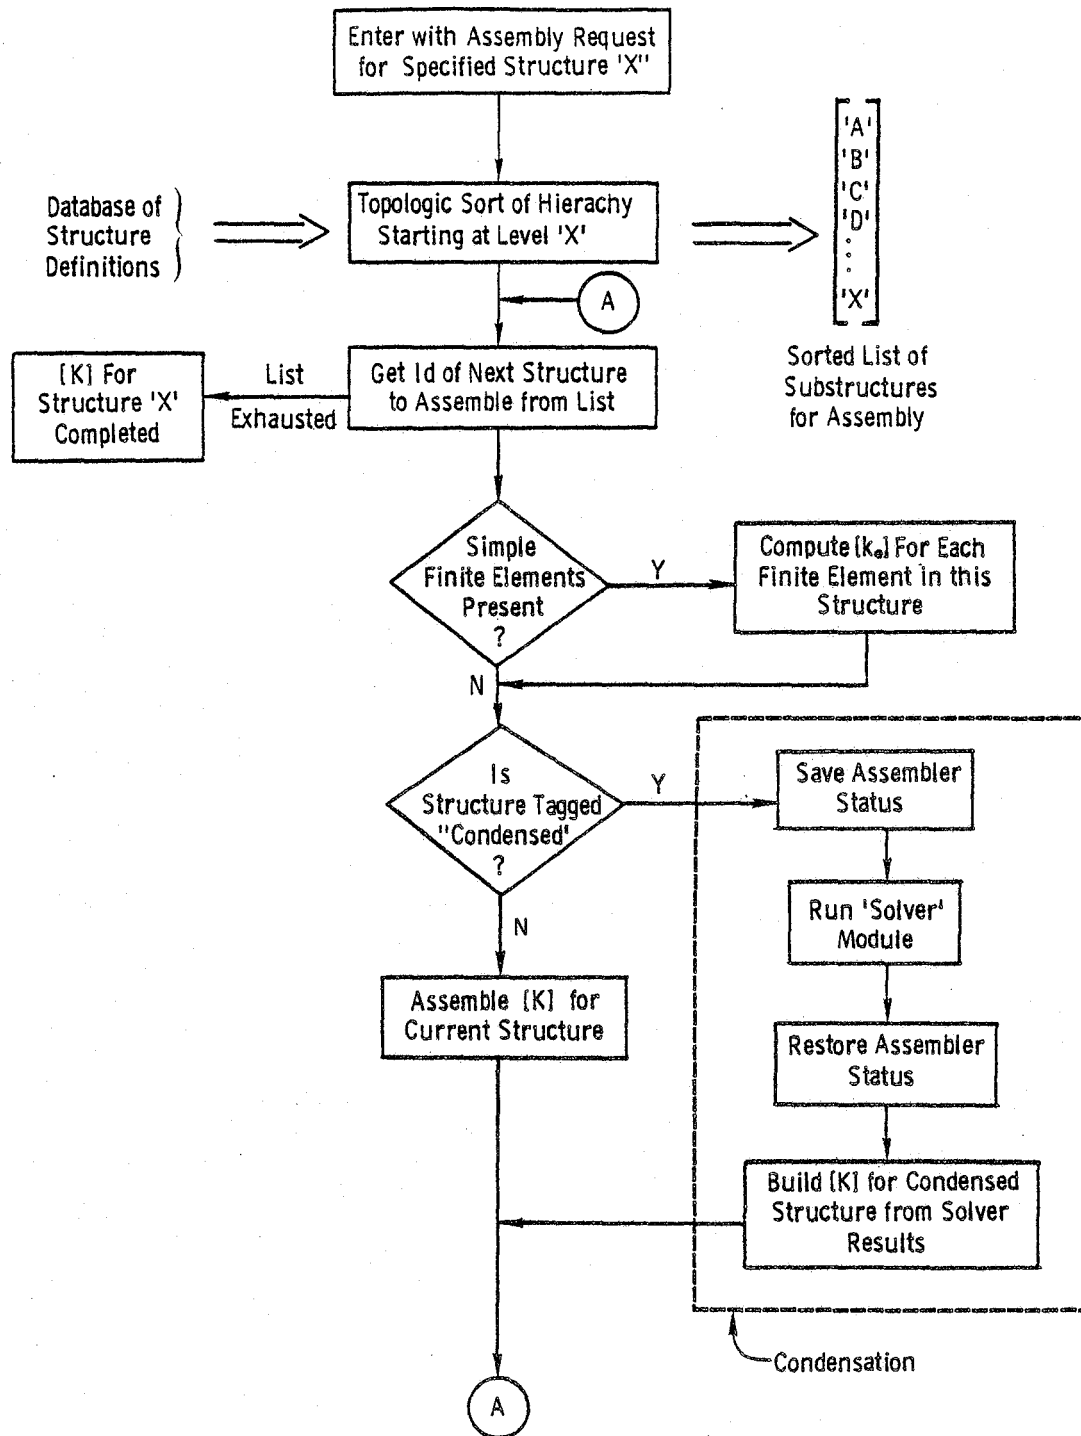 Enter with Assembly Request
for Specified Structure 'X''
Database of
Structure
Definitions
Topologic Sort of Hierachy
Starting at Level 'X'
'A'
'B'
'C'
'D'
'X'
Sorted List of
Substructures
for Assembly
A
[K] For
Structure 'X'
Completed
List
Exhausted
Get Id of Next Structure
to Assemble from List
Simple
Finite Elements
Present
?
Y
Compute [ke] For Each
Finite Element in this
Structure
N
Is
Structure Tagged
"Condensed'
?
Y
Save Assembler
Status
Run 'Solver'
Module
N
Assemble [K] for
Current Structure
Restore Assembler
Status
Build [K] for Condensed
Structure from Solver
Results
Condensation
A